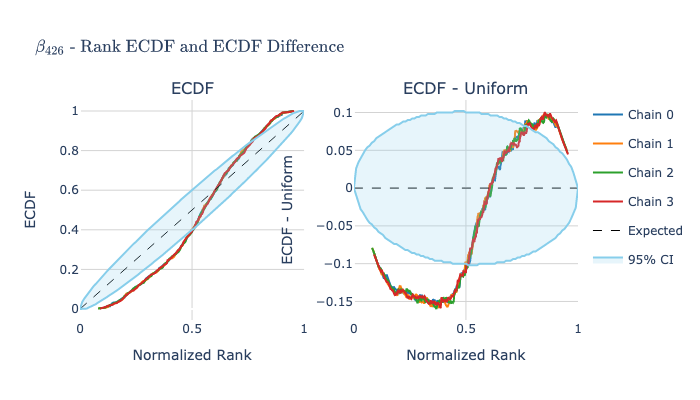 β₄₂₆ - Rank ECDF and ECDF Difference
ECDF
ECDF - Uniform
ECDF
1
0.8
0.6
0.4
0.2
0
0
0.5
1
Normalized Rank
ECDF - Uniform
0.1
0.05
0
−0.05
−0.1
−0.15
0
0.5
1
Normalized Rank
Chain 0
Chain 1
Chain 2
Chain 3
Expected
95% CI